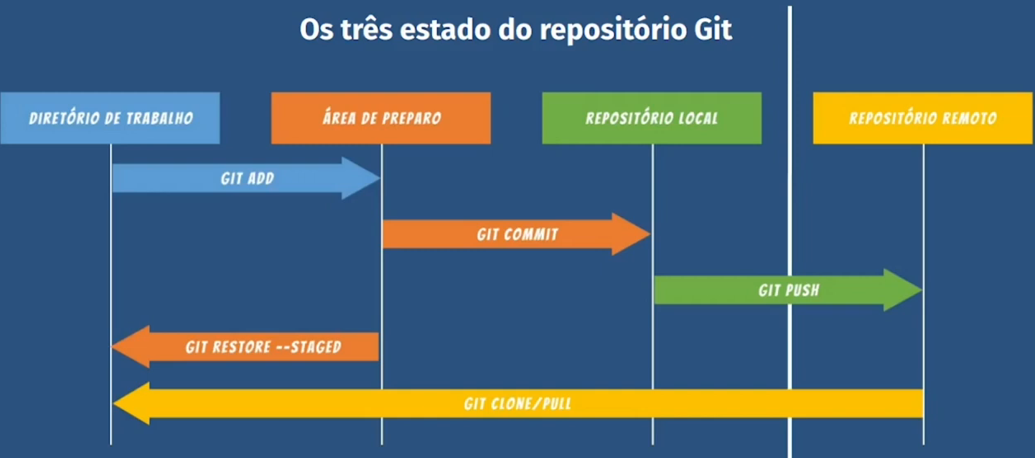 Os três estado do repositório Git
DIRETÓRIO DE TRABALHO
ÁREA DE PREPARO
REPOSITÓRIO LOCAL
REPOSITÓRIO REMOTO
GIT ADD
GIT COMMIT
GIT PUSH
GIT RESTORE --STAGED
GIT CLONE/PULL